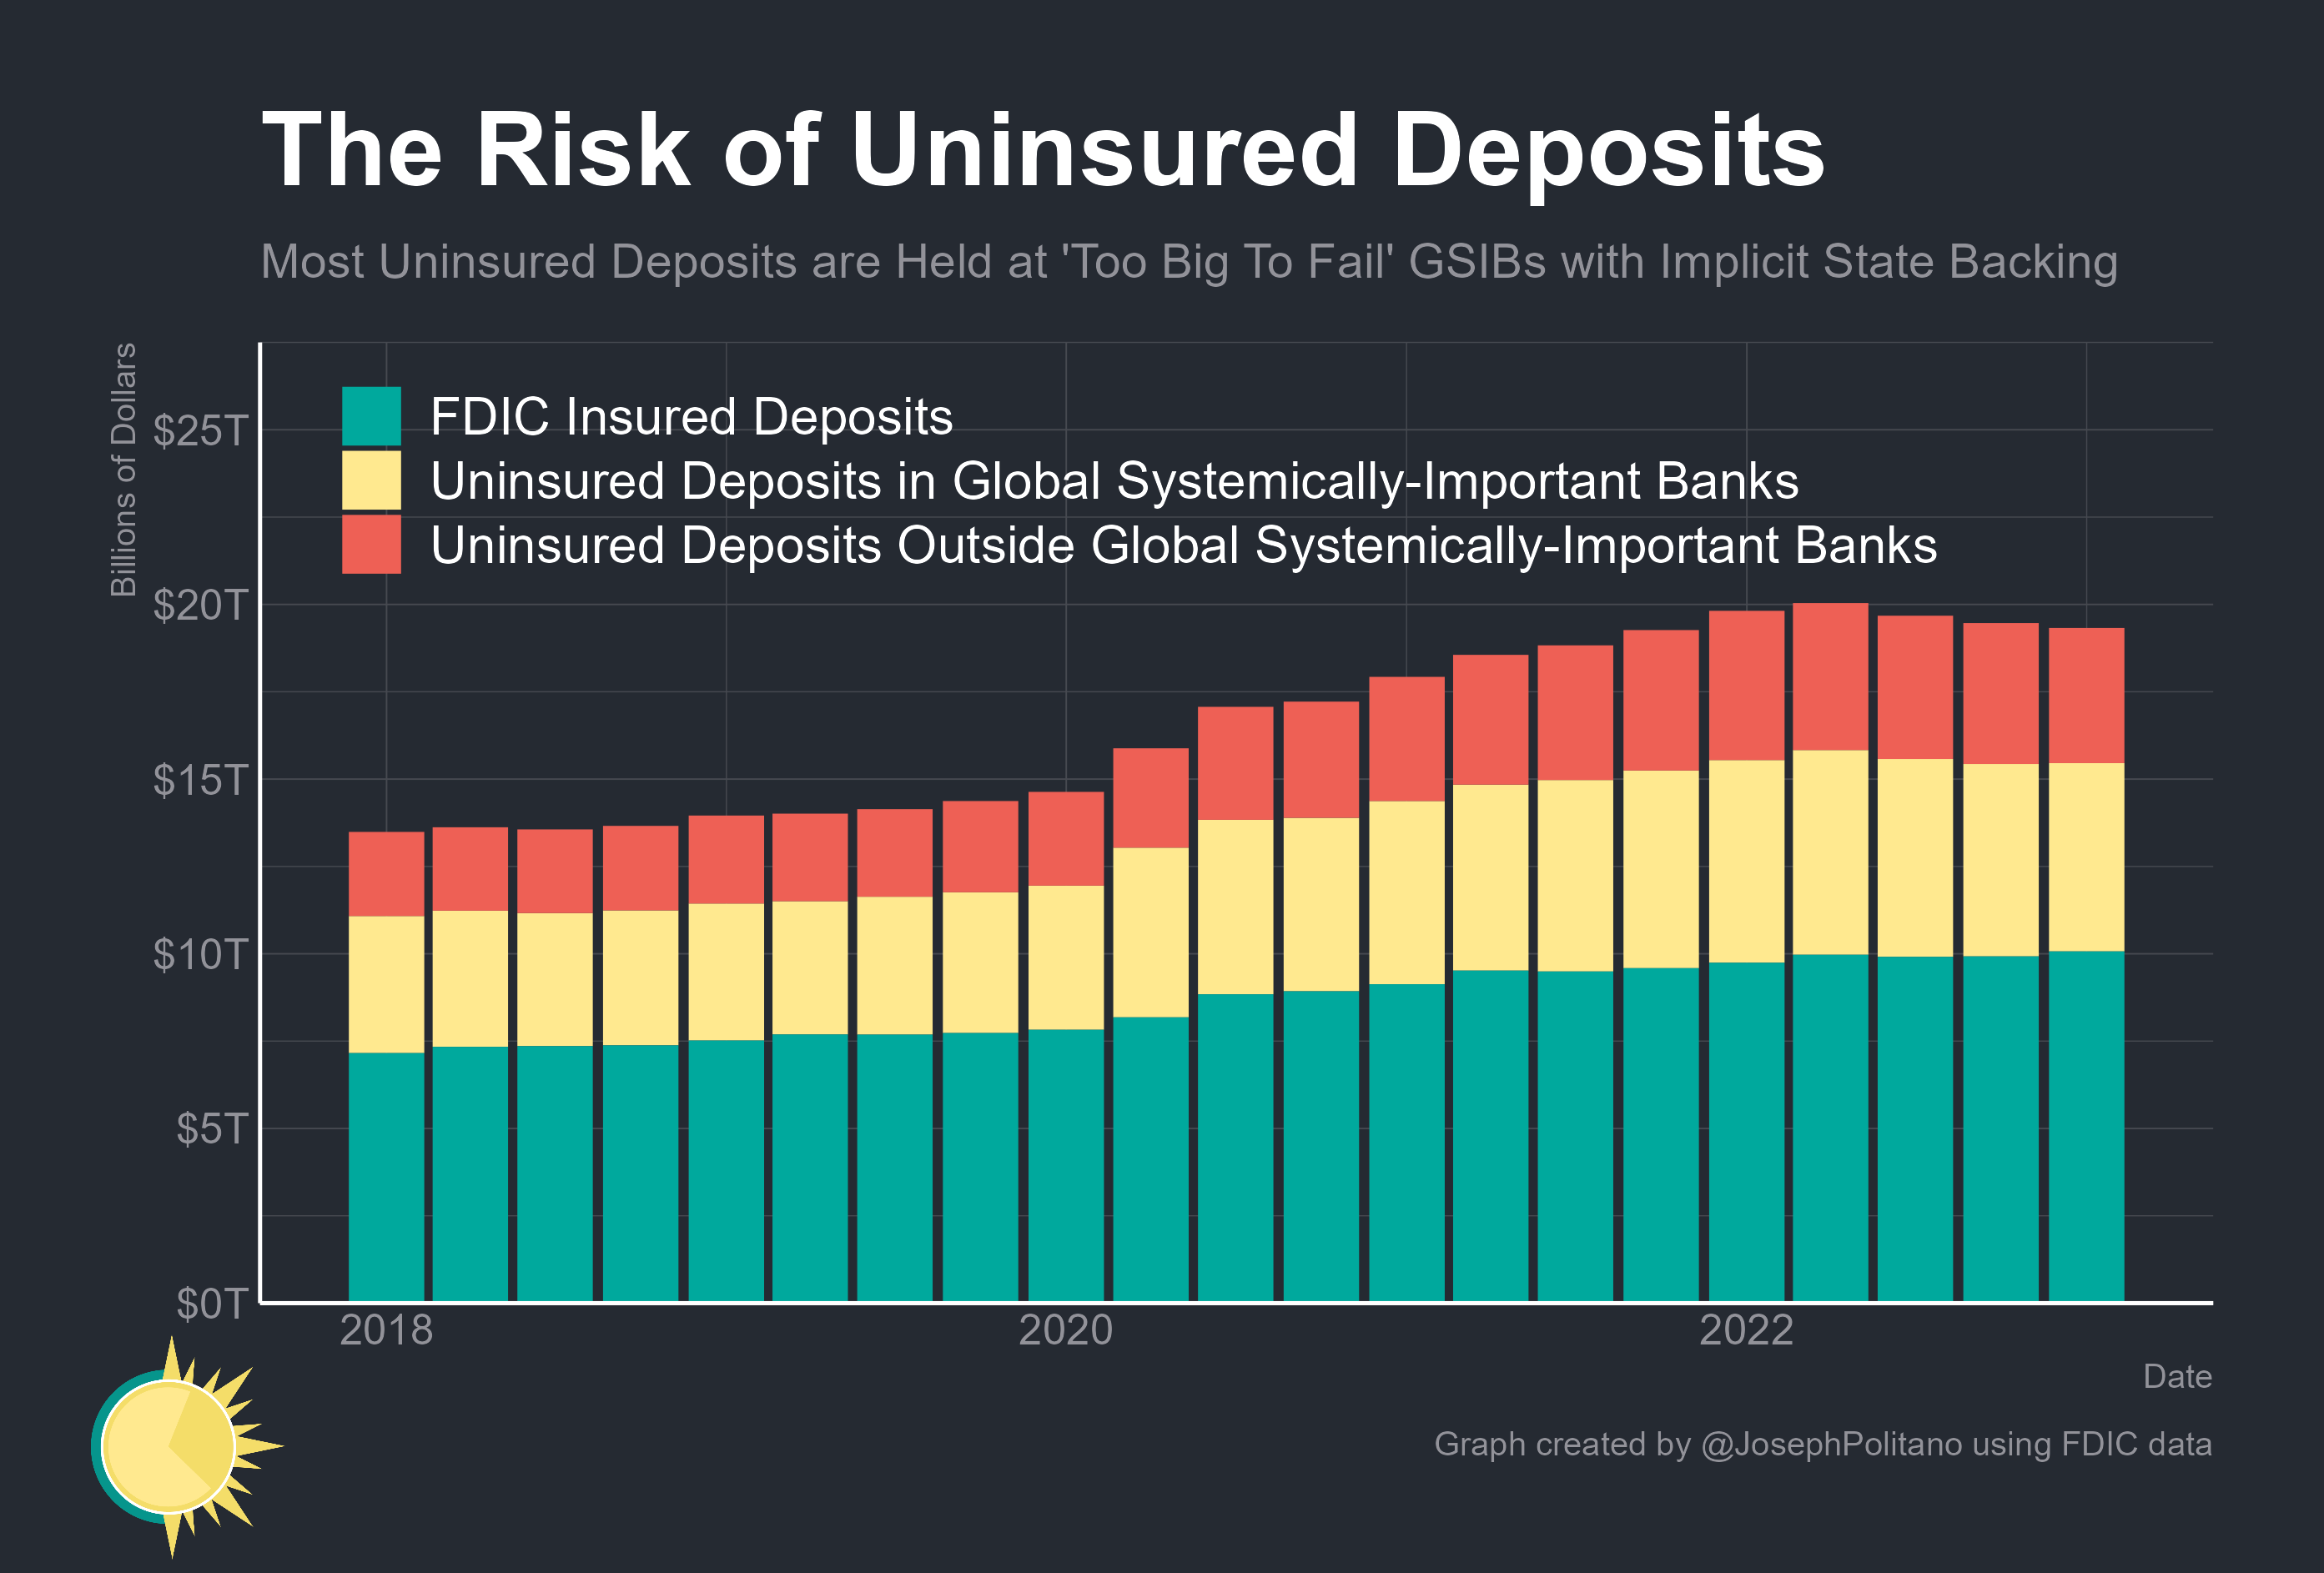 The Risk of Uninsured Deposits
Most Uninsured Deposits are Held at 'Too Big To Fail' GSIBs with Implicit State Backing
Billions of Dollars
FDIC Insured Deposits
Uninsured Deposits in Global Systemically-Important Banks
Uninsured Deposits Outside Global Systemically-Important Banks
$25T
$20T
$15T
$10T
$5T
$0T
2018
2020
2022
Date
Graph created by @JosephPolitano using FDIC data